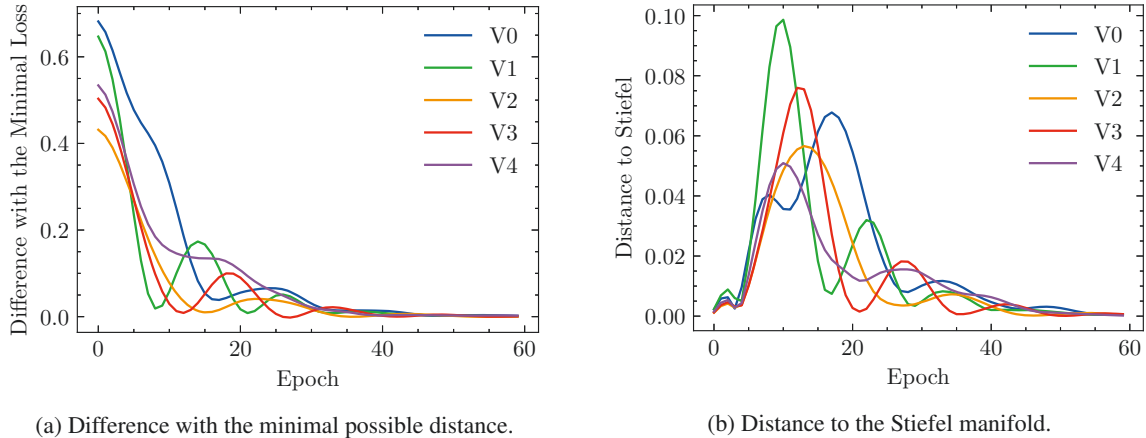 Difference with the Minimal Loss
0.6
0.4
0.2
0.0
0
20
40
60
Epoch
V0
V1
V2
V3
V4
(a) Difference with the minimal possible distance.
Distance to Stiefel
0.10
0.08
0.06
0.04
0.02
0.00
0
20
40
60
Epoch
V0
V1
V2
V3
V4
(b) Distance to the Stiefel manifold.